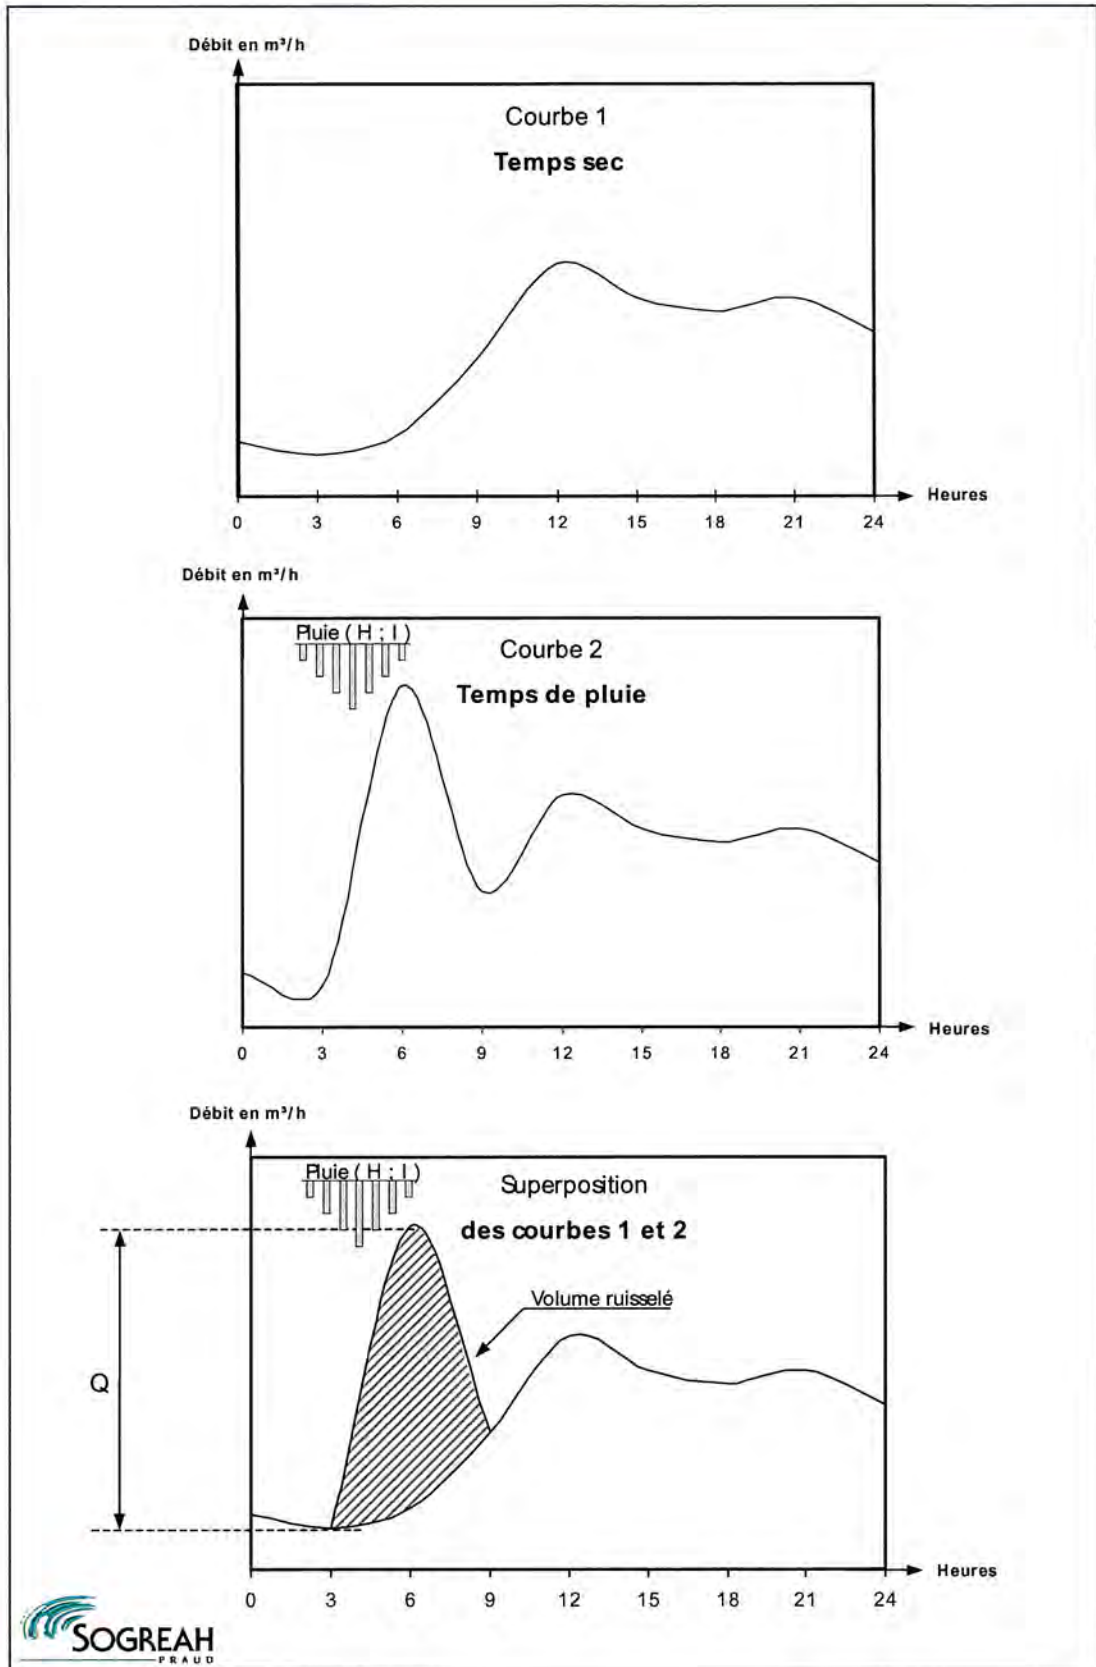 Débit en m³/h
Courbe 1
Temps sec
Heures
0 3 6 9 12 15 18 21 24
Débit en m³/h
Pluie ( H ; I )
Courbe 2
Temps de pluie
Heures
0 3 6 9 12 15 18 21 24
Débit en m³/h
Pluie ( H ; I )
Superposition
des courbes 1 et 2
Volume ruisselé
Q
Heures
0 3 6 9 12 15 18 21 24
SOGREAH
PRAUD